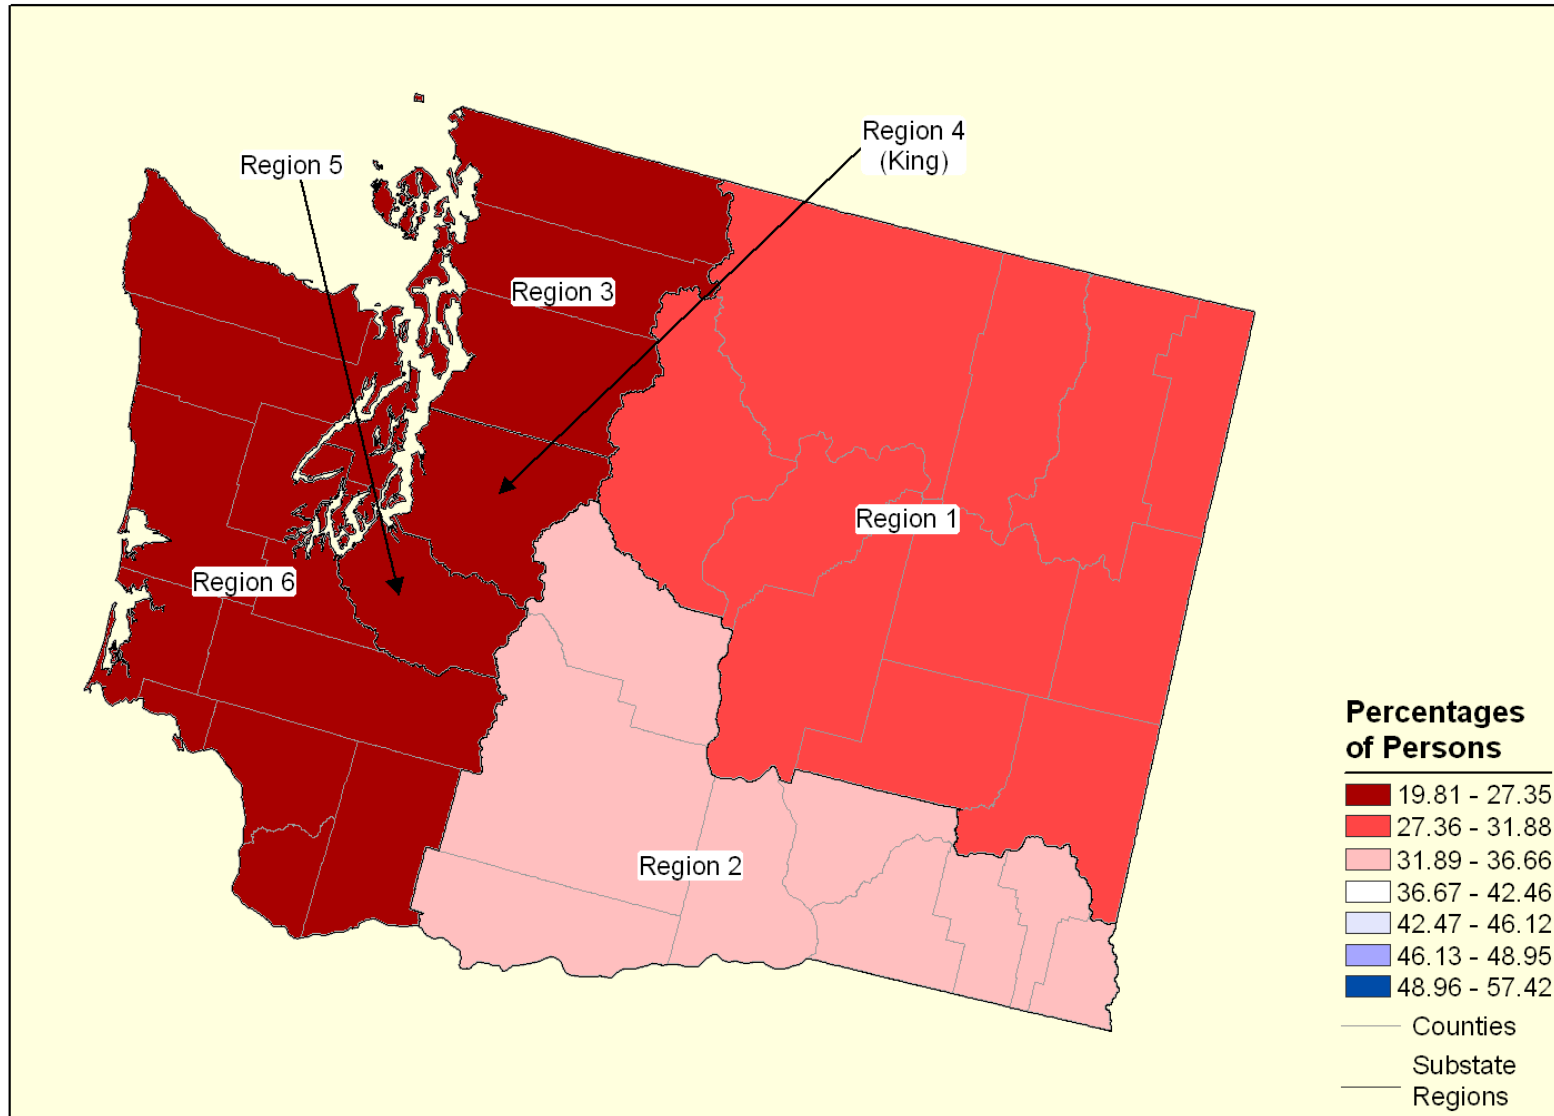 Region 4
(King)
Region 5
Region 3
Region 1
Region 6
Region 2
Percentages
of Persons
19.81 - 27.35
27.36 - 31.88
31.89 - 36.66
36.67 - 42.46
42.47 - 46.12
46.13 - 48.95
48.96 - 57.42
Counties
Substate
Regions